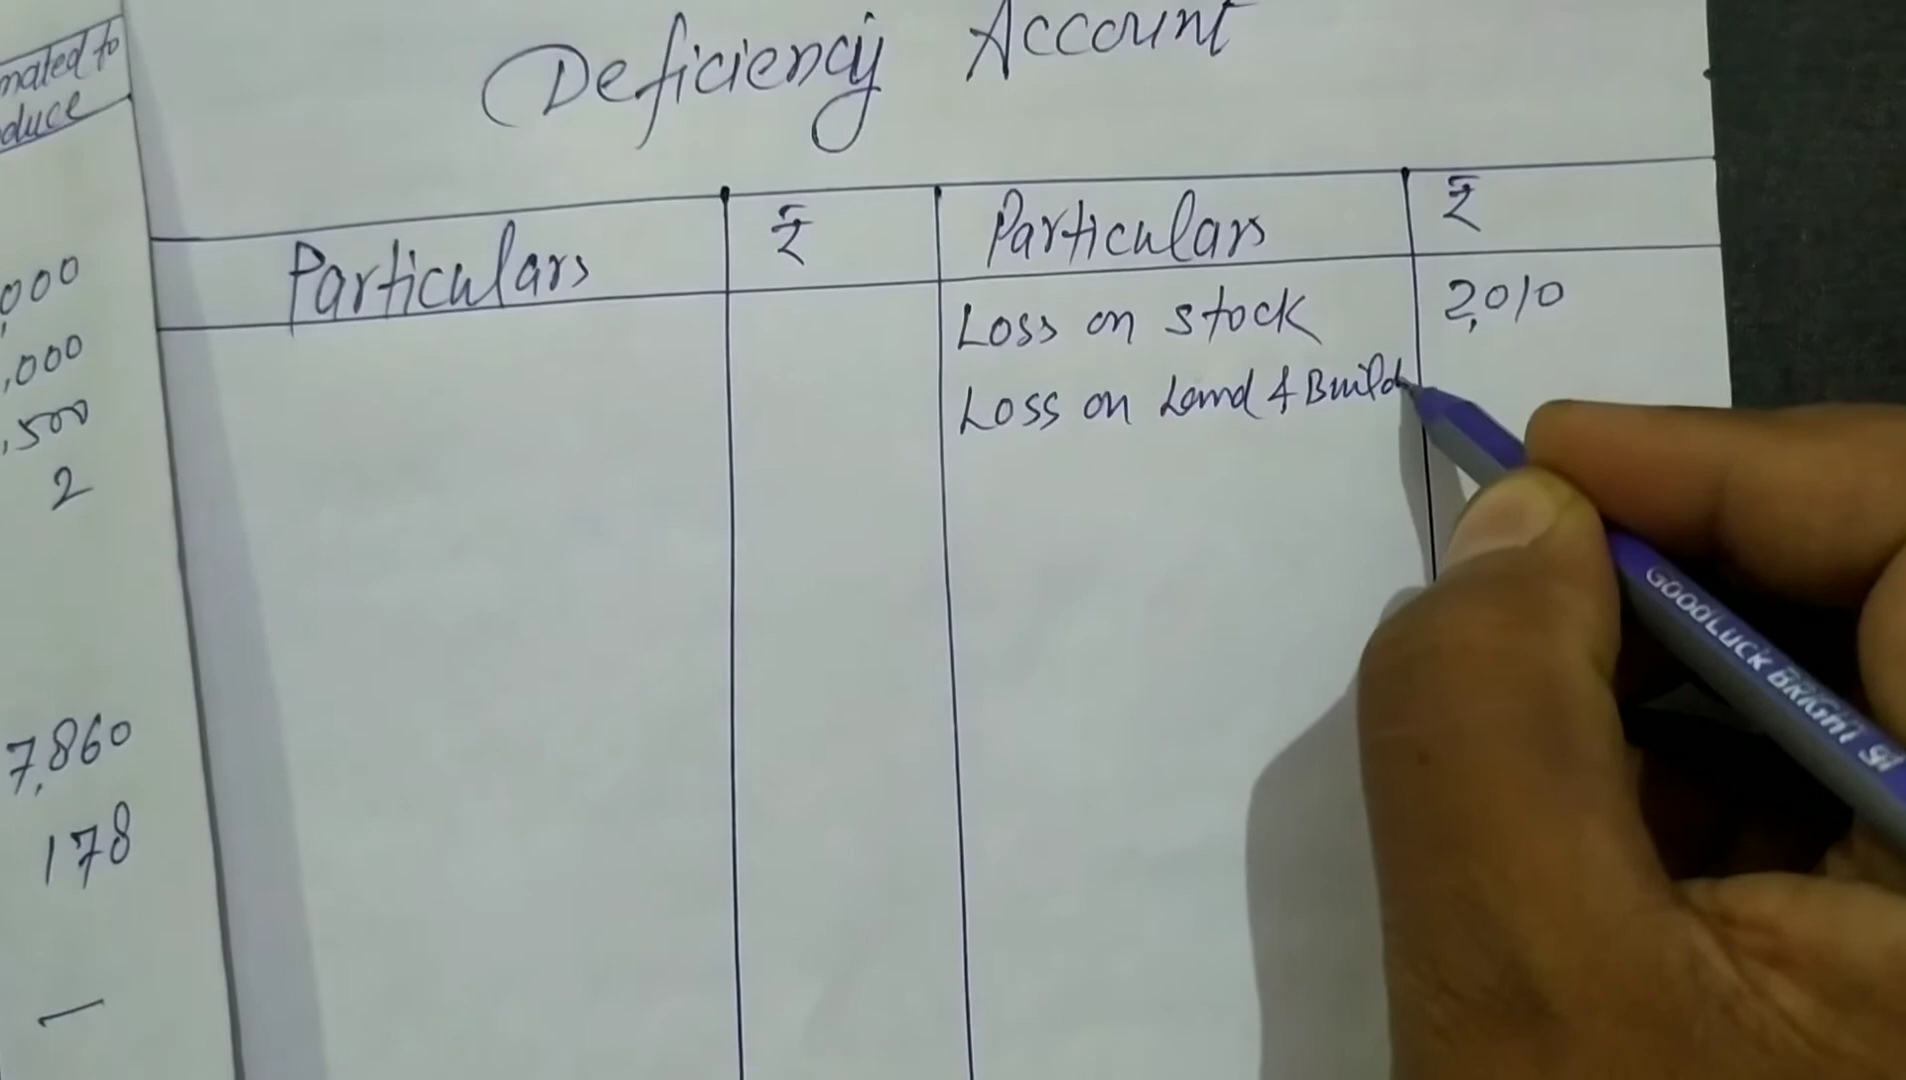 mated to
duce
,000
,000
,500
2
7,860
178
—
Deficiency Account
Particulars ₹ Particulars ₹
Loss on stock 2,010
Loss on Land & Build
GOODLUCK BRIGHT